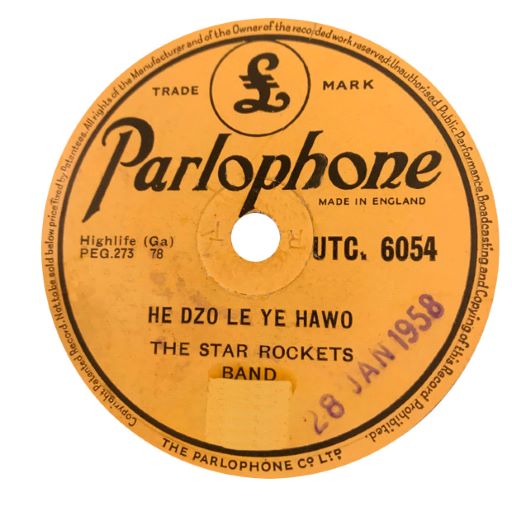 Copyright Patented Record. Not to be sold below price fixed by Patentees. All rights of the Manufacturer and of the Owner of the recorded work reserved. Unauthorised Public Performance, Broadcasting and Copying of this Record Prohibited.
£
TRADE MARK
Parlophone
MADE IN ENGLAND
R T
Highlife (Ga) UTC. 6054
PEG.273 78
HE DZO LE YE HAWO
THE STAR ROCKETS
BAND
28 JAN 1958
THE PARLOPHONE CO LTD